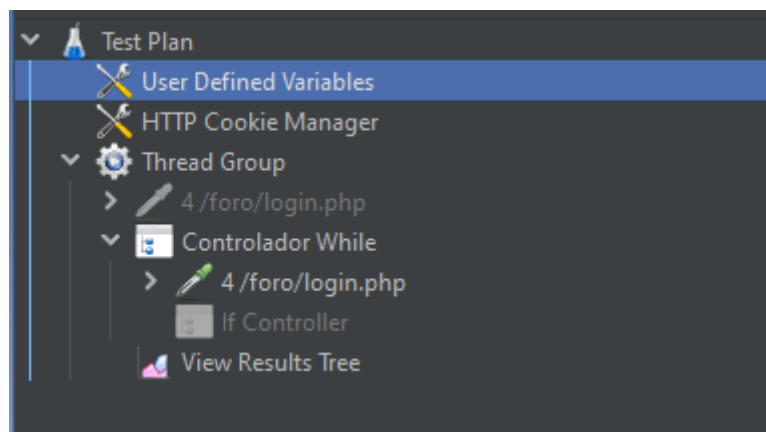 Test Plan
User Defined Variables
HTTP Cookie Manager
Thread Group
4 /foro/login.php
Controlador While
4 /foro/login.php
If Controller
View Results Tree